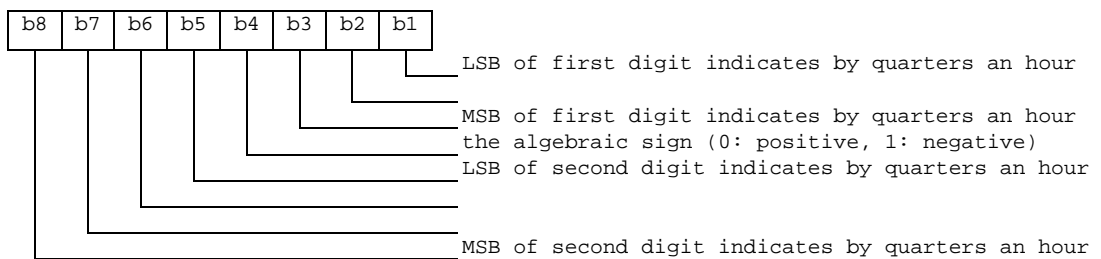 b8 b7 b6 b5 b4 b3 b2 b1
LSB of first digit indicates by quarters an hour
MSB of first digit indicates by quarters an hour
the algebraic sign (0: positive, 1: negative)
LSB of second digit indicates by quarters an hour
MSB of second digit indicates by quarters an hour